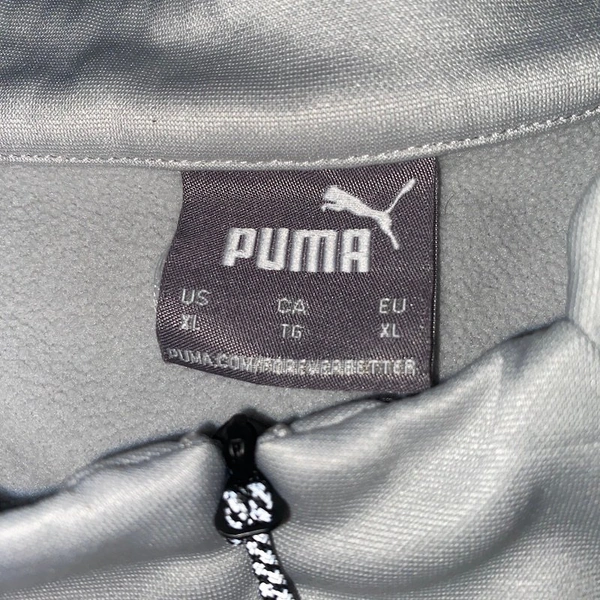 PUMA
US CA EU
XL TG XL
PUMA.COM/FOREVERBETTER